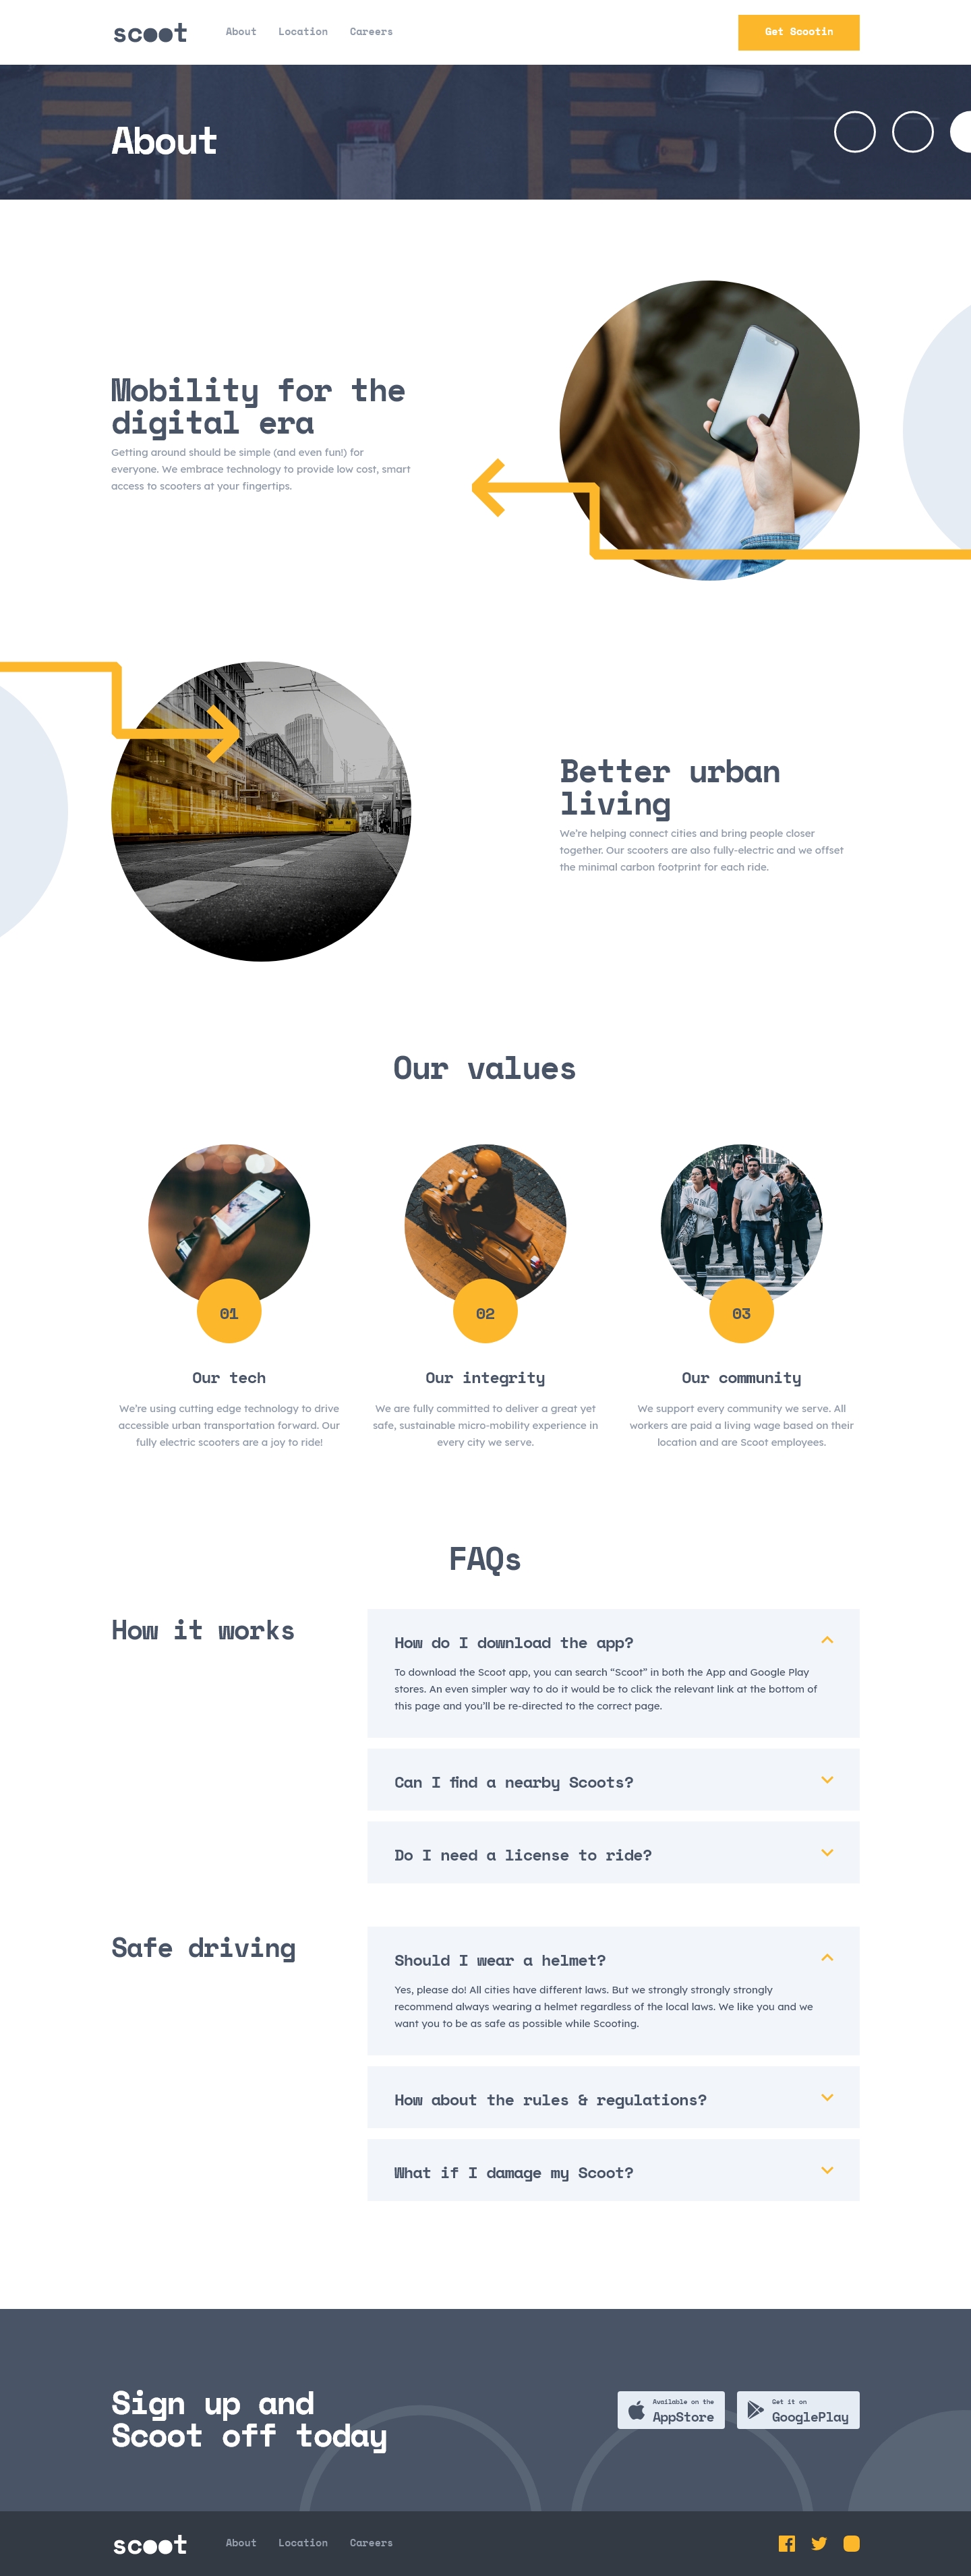 scoot
About Location Careers
Get Scootin
About
Mobility for the
digital era
Getting around should be simple (and even fun!) for
everyone. We embrace technology to provide low cost, smart
access to scooters at your fingertips.
Better urban
living
We're helping connect cities and bring people closer
together. Our scooters are also fully-electric and we offset
the minimal carbon footprint for each ride.
Our values
01
Our tech
We're using cutting edge technology to drive
accessible urban transportation forward. Our
fully electric scooters are a joy to ride!
02
Our integrity
We are fully committed to deliver a great yet
safe, sustainable micro-mobility experience in
every city we serve.
03
Our community
We support every community we serve. All
workers are paid a living wage based on their
location and are Scoot employees.
FAQs
How it works
How do I download the app?
To download the Scoot app, you can search “Scoot” in both the App and Google Play
stores. An even simpler way to do it would be to click the relevant link at the bottom of
this page and you'll be re-directed to the correct page.
Can I find a nearby Scoots?
Do I need a license to ride?
Safe driving
Should I wear a helmet?
Yes, please do! All cities have different laws. But we strongly strongly strongly
recommend always wearing a helmet regardless of the local laws. We like you and we
want you to be as safe as possible while Scooting.
How about the rules & regulations?
What if I damage my Scoot?
Sign up and
Scoot off today
Available on the
AppStore
Get it on
GooglePlay
scoot
About Location Careers